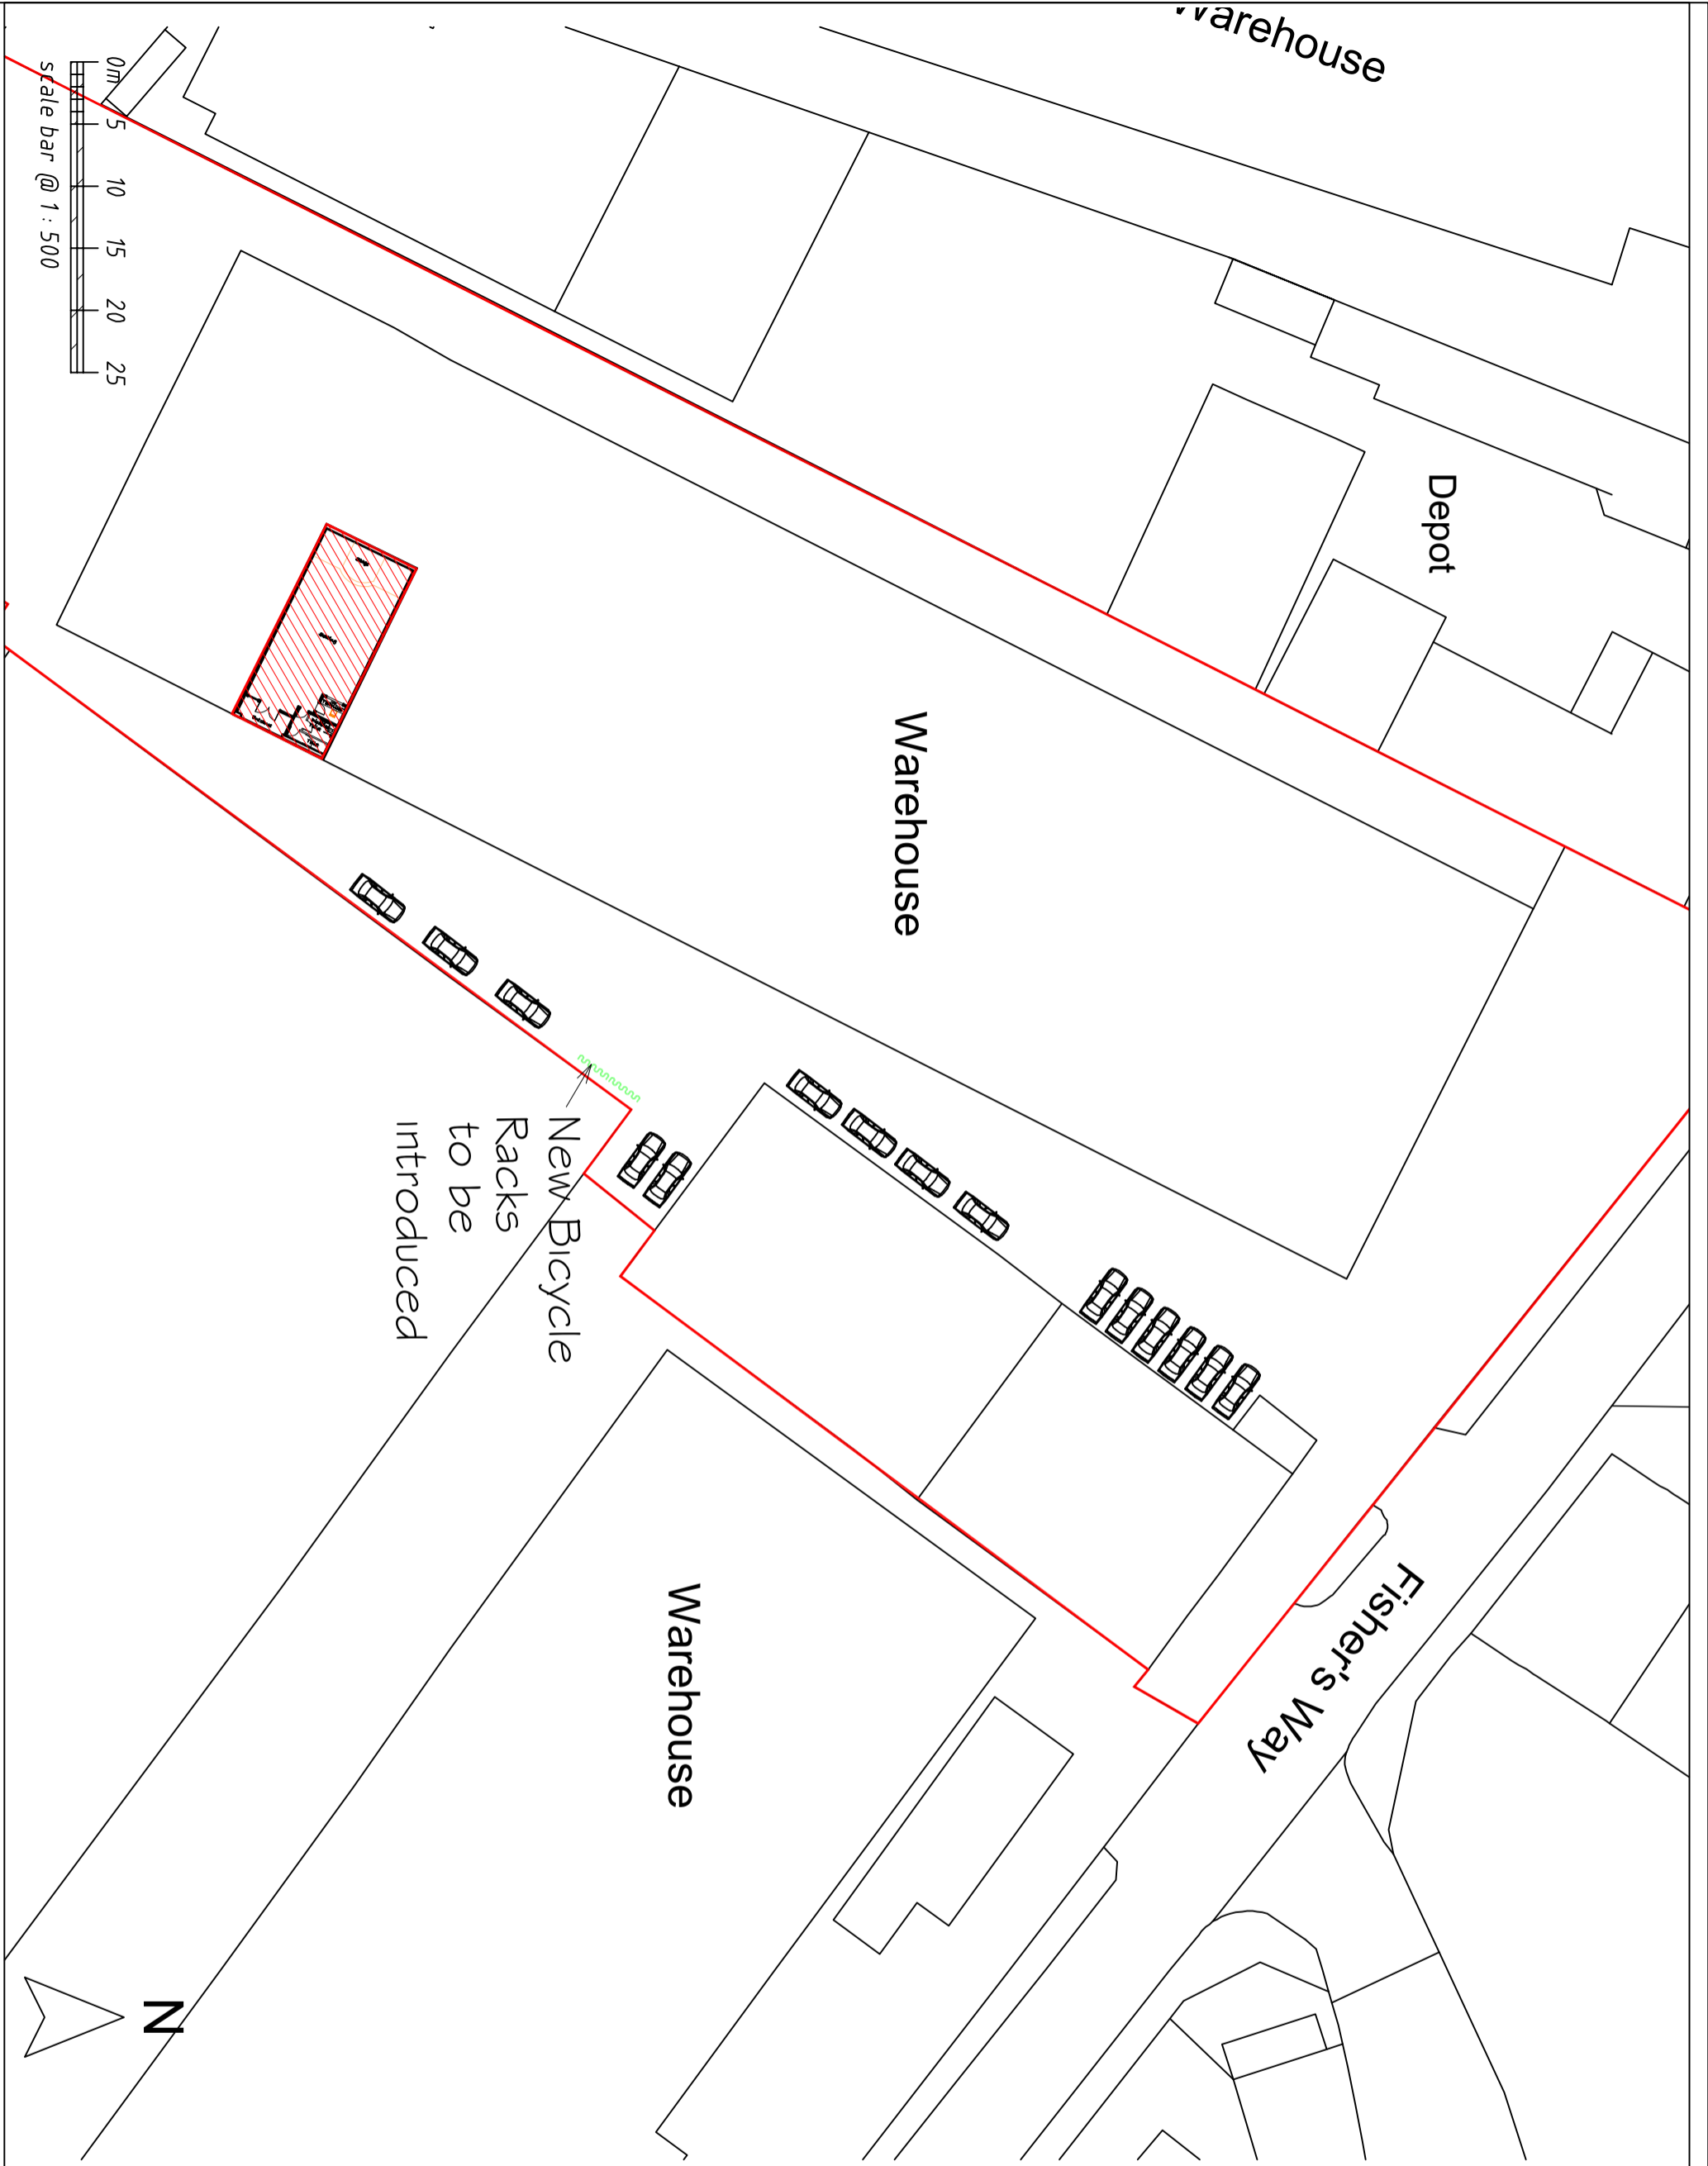 Warehouse
Depot
Warehouse
Fisher's Way
Warehouse
New Bicycle
Racks
to be
introduced
0m 5 10 15 20 25
scale bar @ 1 : 500
N